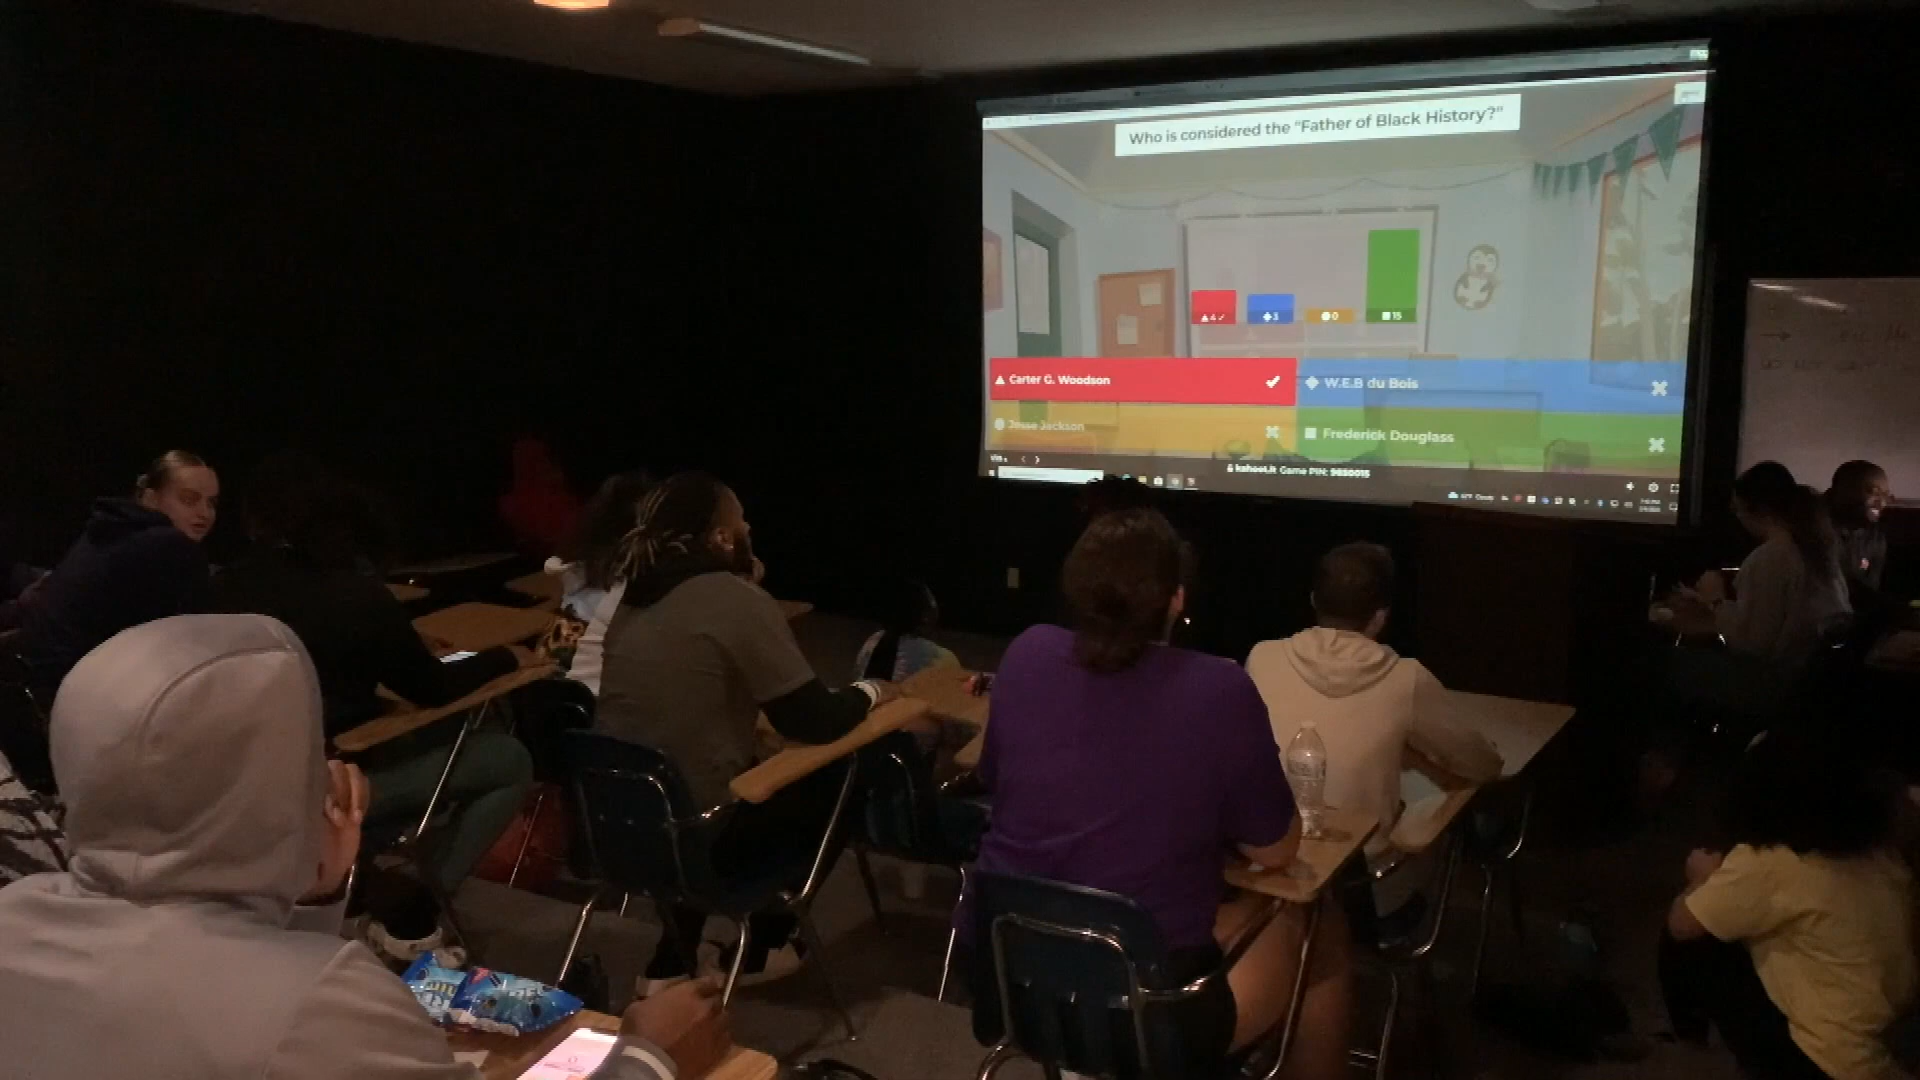 Who is considered the "Father of Black History?"
4 ✓
3
0
15
Carter G. Woodson
W.E.B du Bois
Jesse Jackson
Frederick Douglass
kahoot.it Game PIN: 9850015